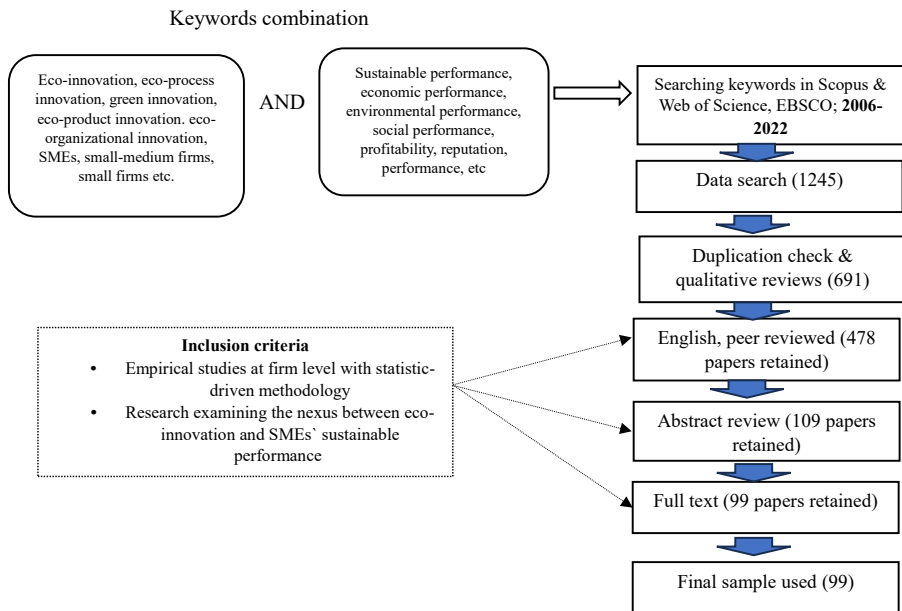 Keywords combination
Eco-innovation, eco-process
innovation, green innovation,
eco-product innovation. eco-
organizational innovation,
SMEs, small-medium firms,
small firms etc.
AND
Sustainable performance,
economic performance,
environmental performance,
social performance,
profitability, reputation,
performance, etc
Searching keywords in Scopus &
Web of Science, EBSCO; 2006-
2022
Data search (1245)
Duplication check &
qualitative reviews (691)
English, peer reviewed (478
papers retained)
Inclusion criteria
• Empirical studies at firm level with statistic-
driven methodology
• Research examining the nexus between eco-
innovation and SMEs` sustainable
performance
Abstract review (109 papers
retained)
Full text (99 papers retained)
Final sample used (99)